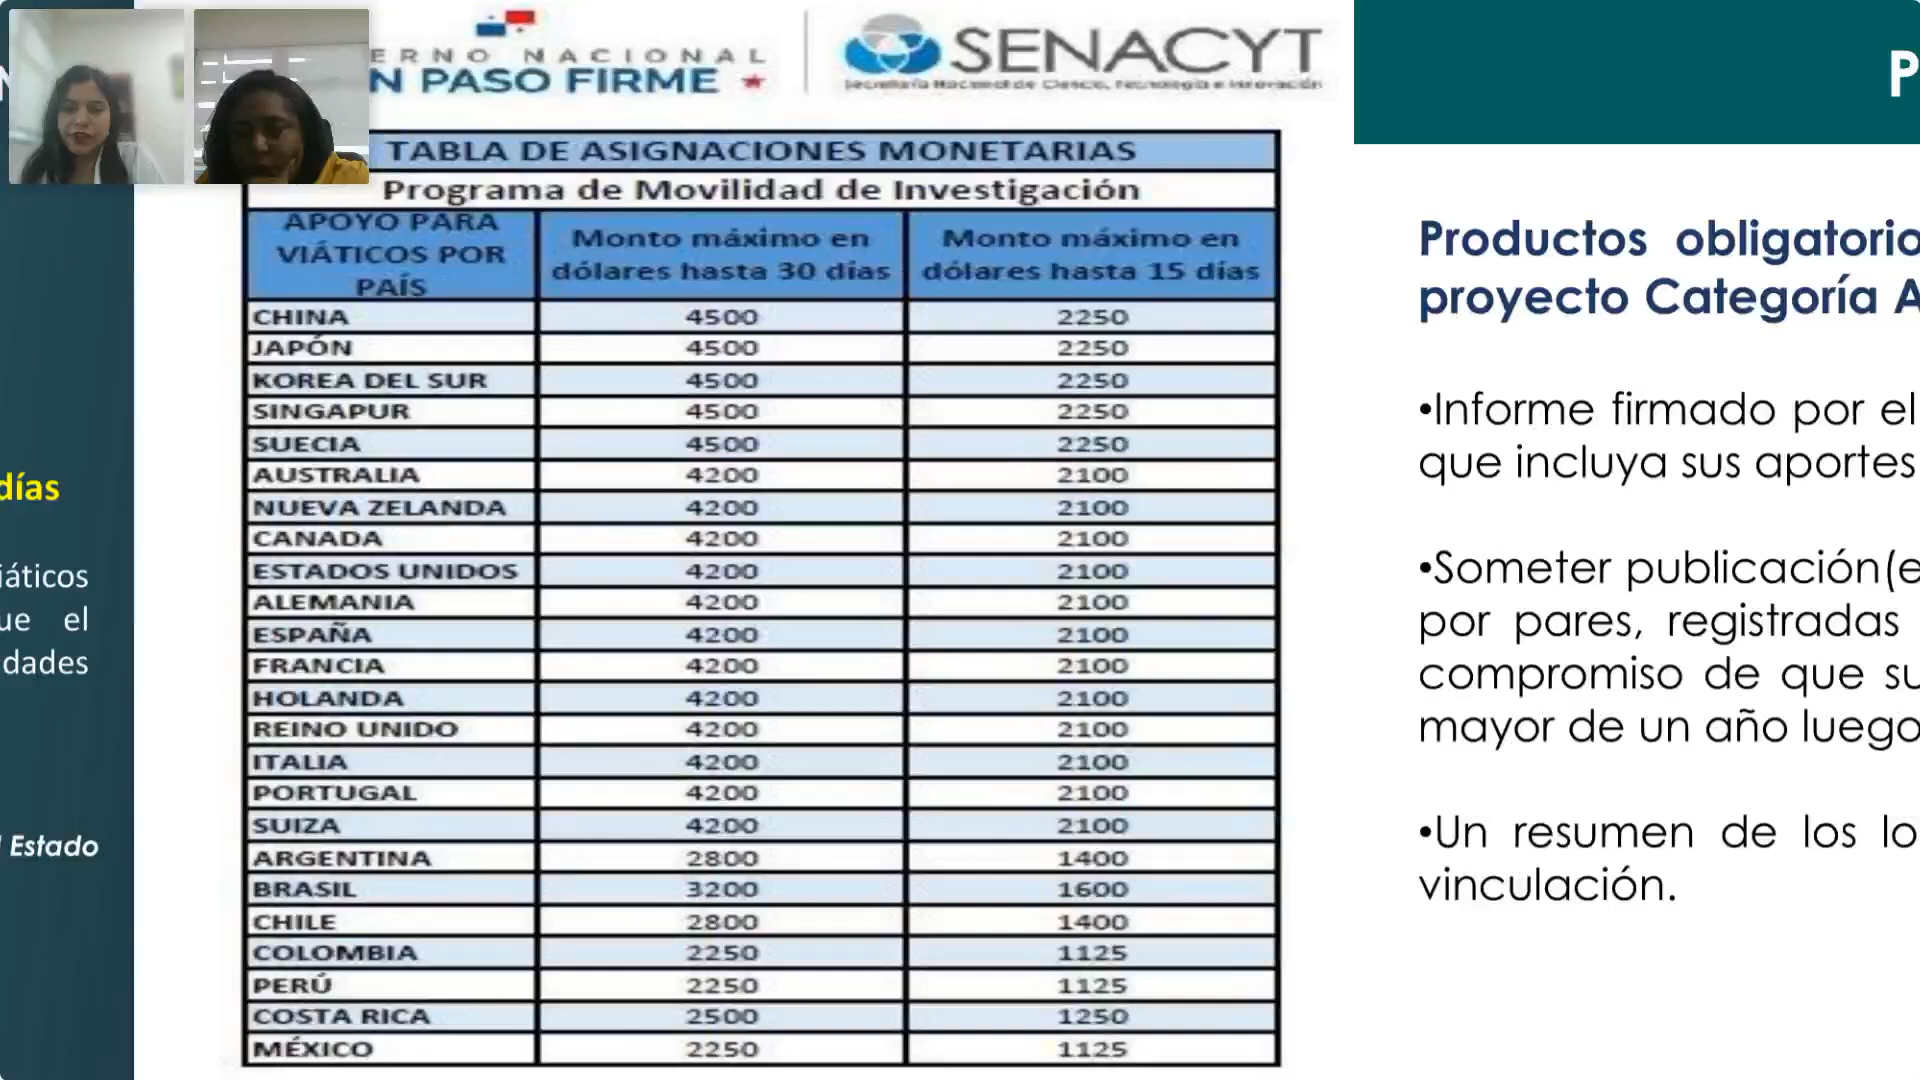 ERNO NACIONAL
N PASO FIRME
SENACYT
Secretaría Nacional de Ciencia, Tecnología e Innovación
P
TABLA DE ASIGNACIONES MONETARIAS
Programa de Movilidad de Investigación
APOYO PARA VIÁTICOS POR PAÍS Monto máximo en dólares hasta 30 días Monto máximo en dólares hasta 15 días
CHINA 4500 2250
JAPÓN 4500 2250
KOREA DEL SUR 4500 2250
SINGAPUR 4500 2250
SUECIA 4500 2250
AUSTRALIA 4200 2100
NUEVA ZELANDA 4200 2100
CANADA 4200 2100
ESTADOS UNIDOS 4200 2100
ALEMANIA 4200 2100
ESPAÑA 4200 2100
FRANCIA 4200 2100
HOLANDA 4200 2100
REINO UNIDO 4200 2100
ITALIA 4200 2100
PORTUGAL 4200 2100
SUIZA 4200 2100
ARGENTINA 2800 1400
BRASIL 3200 1600
CHILE 2800 1400
COLOMBIA 2250 1125
PERÚ 2250 1125
COSTA RICA 2500 1250
MÉXICO 2250 1125
días
iáticos
ue el
dades
Estado
Productos obligatorio
proyecto Categoría A
•Informe firmado por el
que incluya sus aportes
•Someter publicación(e
por pares, registradas
compromiso de que su
mayor de un año luego
•Un resumen de los lo
vinculación.